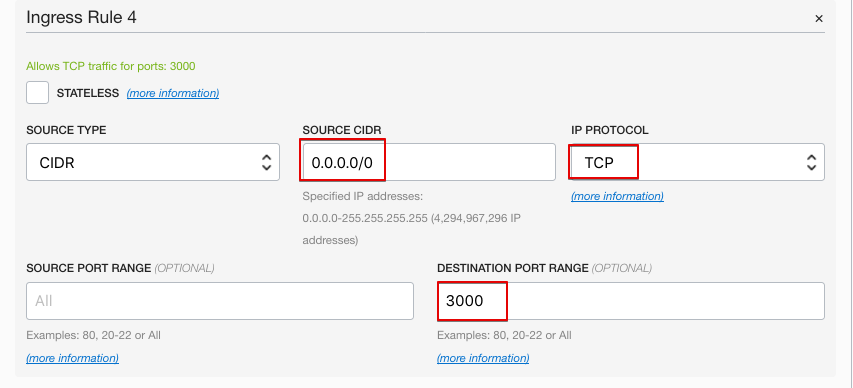 Ingress Rule 4 ×
Allows TCP traffic for ports: 3000
STATELESS (more information)
SOURCE TYPE SOURCE CIDR IP PROTOCOL
CIDR 0.0.0.0/0 TCP
Specified IP addresses: (more information)
0.0.0.0-255.255.255.255 (4,294,967,296 IP
addresses)
SOURCE PORT RANGE (OPTIONAL) DESTINATION PORT RANGE (OPTIONAL)
All 3000
Examples: 80, 20-22 or All Examples: 80, 20-22 or All
(more information) (more information)